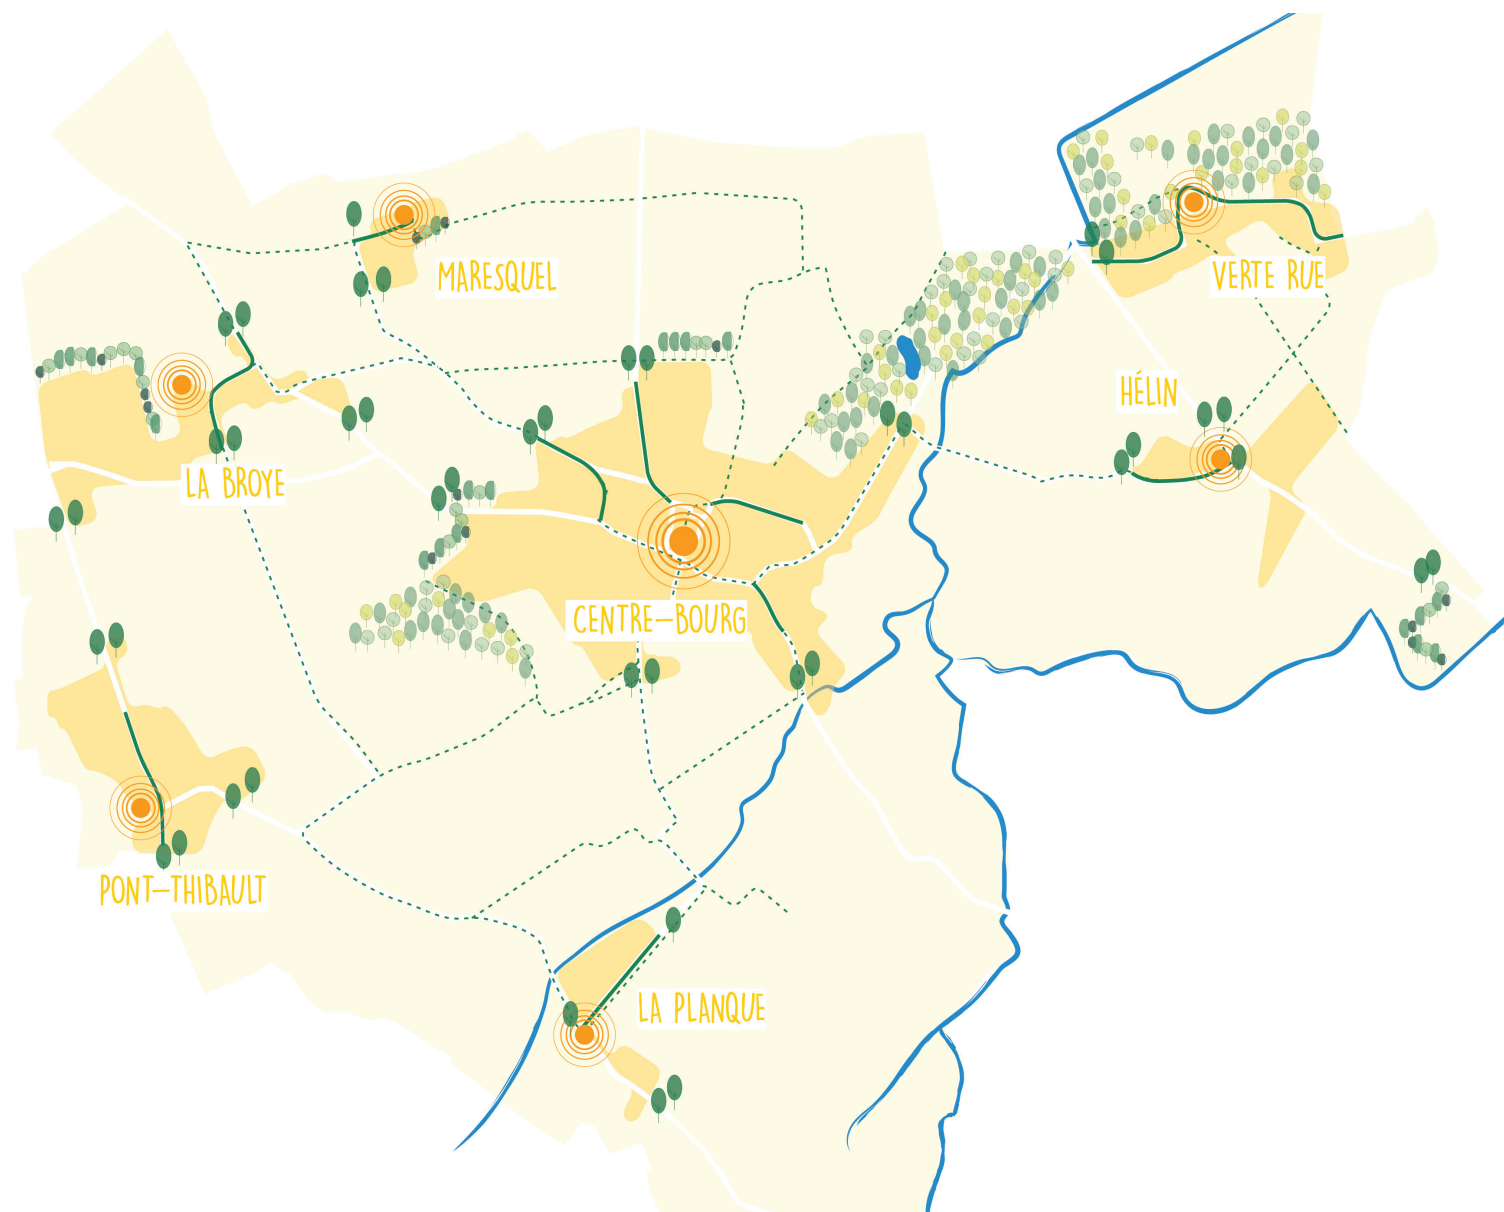 MARESQUEL
VERTE RUE
HÉLIN
LA BROYE
CENTRE-BOURG
PONT-THIBAULT
LA PLANQUE